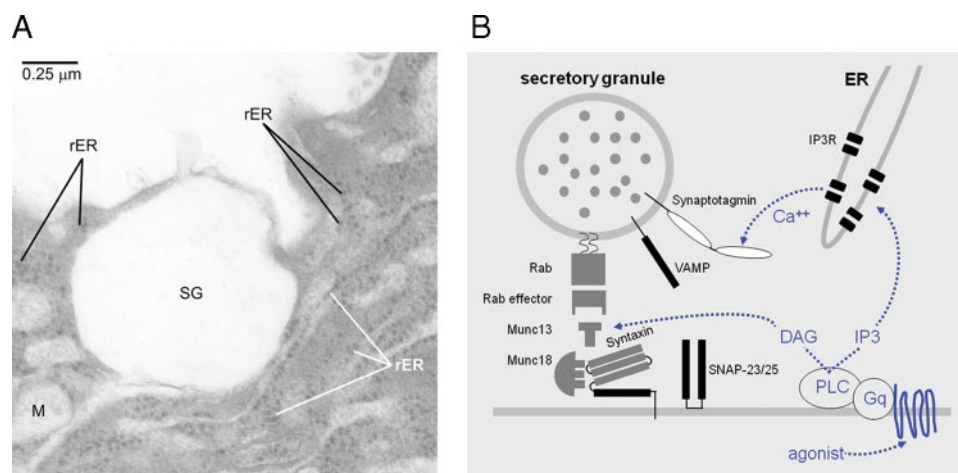 A
0.25 µm
rER
rER
SG
rER
M
B
secretory granule
ER
IP3R
Synaptotagmin
Ca++
VAMP
Rab
Rab effector
Munc13
Syntaxin
DAG
IP3
Munc18
SNAP-23/25
PLC
Gq
agonist